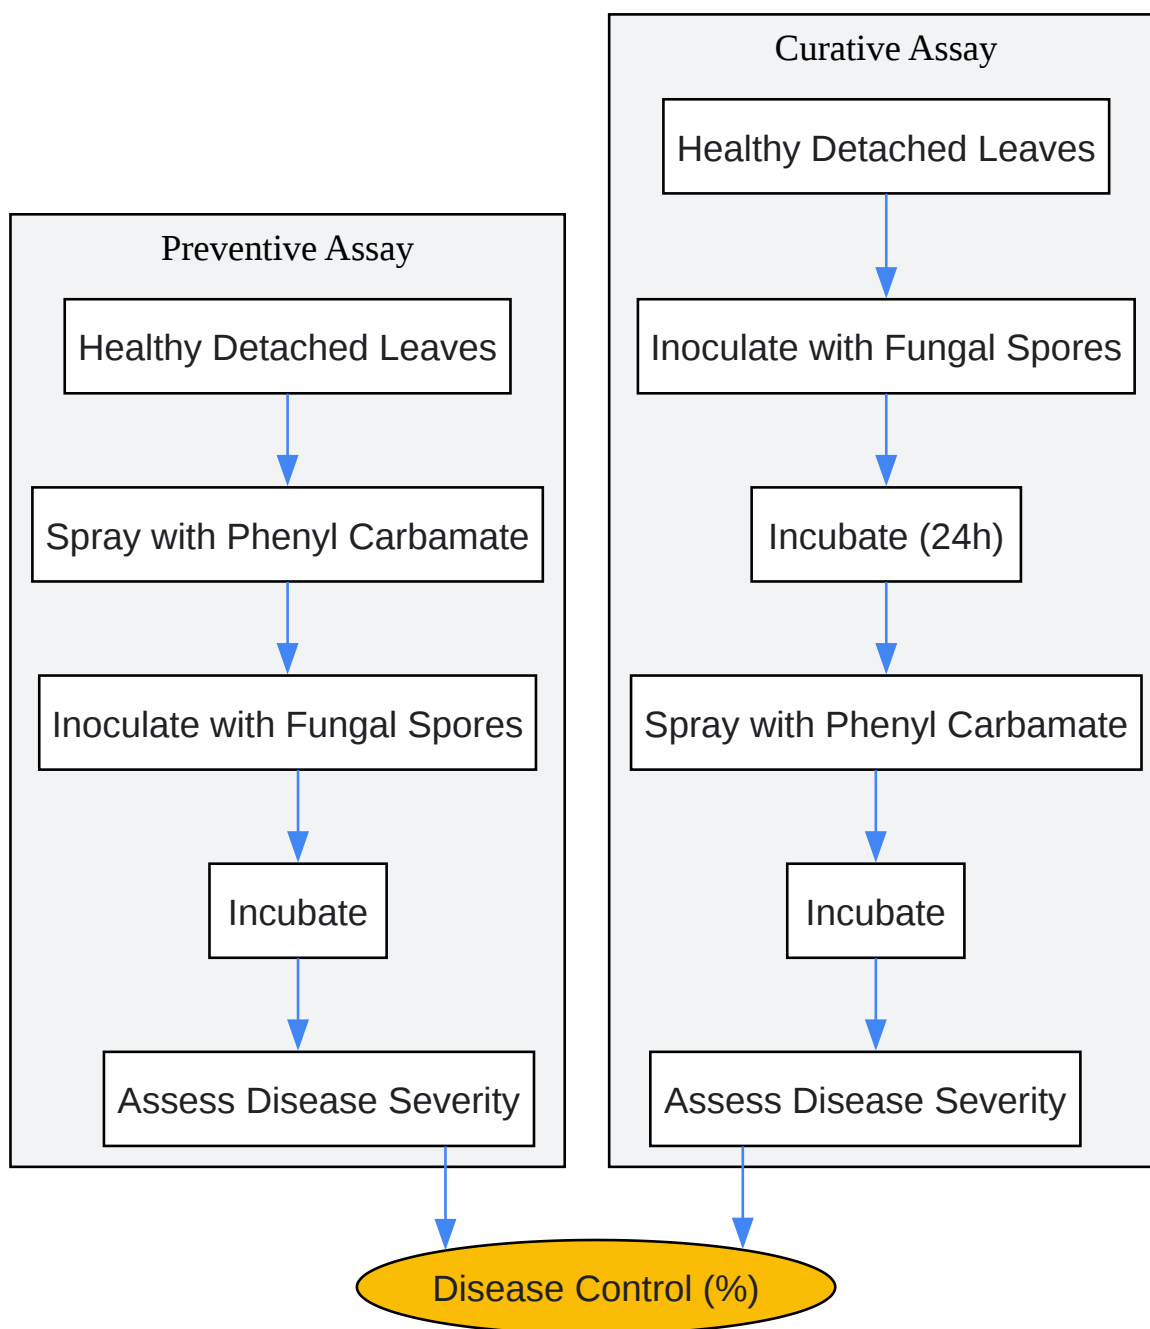 Preventive Assay
Healthy Detached Leaves
Spray with Phenyl Carbamate
Inoculate with Fungal Spores
Incubate
Assess Disease Severity
Curative Assay
Healthy Detached Leaves
Inoculate with Fungal Spores
Incubate (24h)
Spray with Phenyl Carbamate
Incubate
Assess Disease Severity
Disease Control (%)